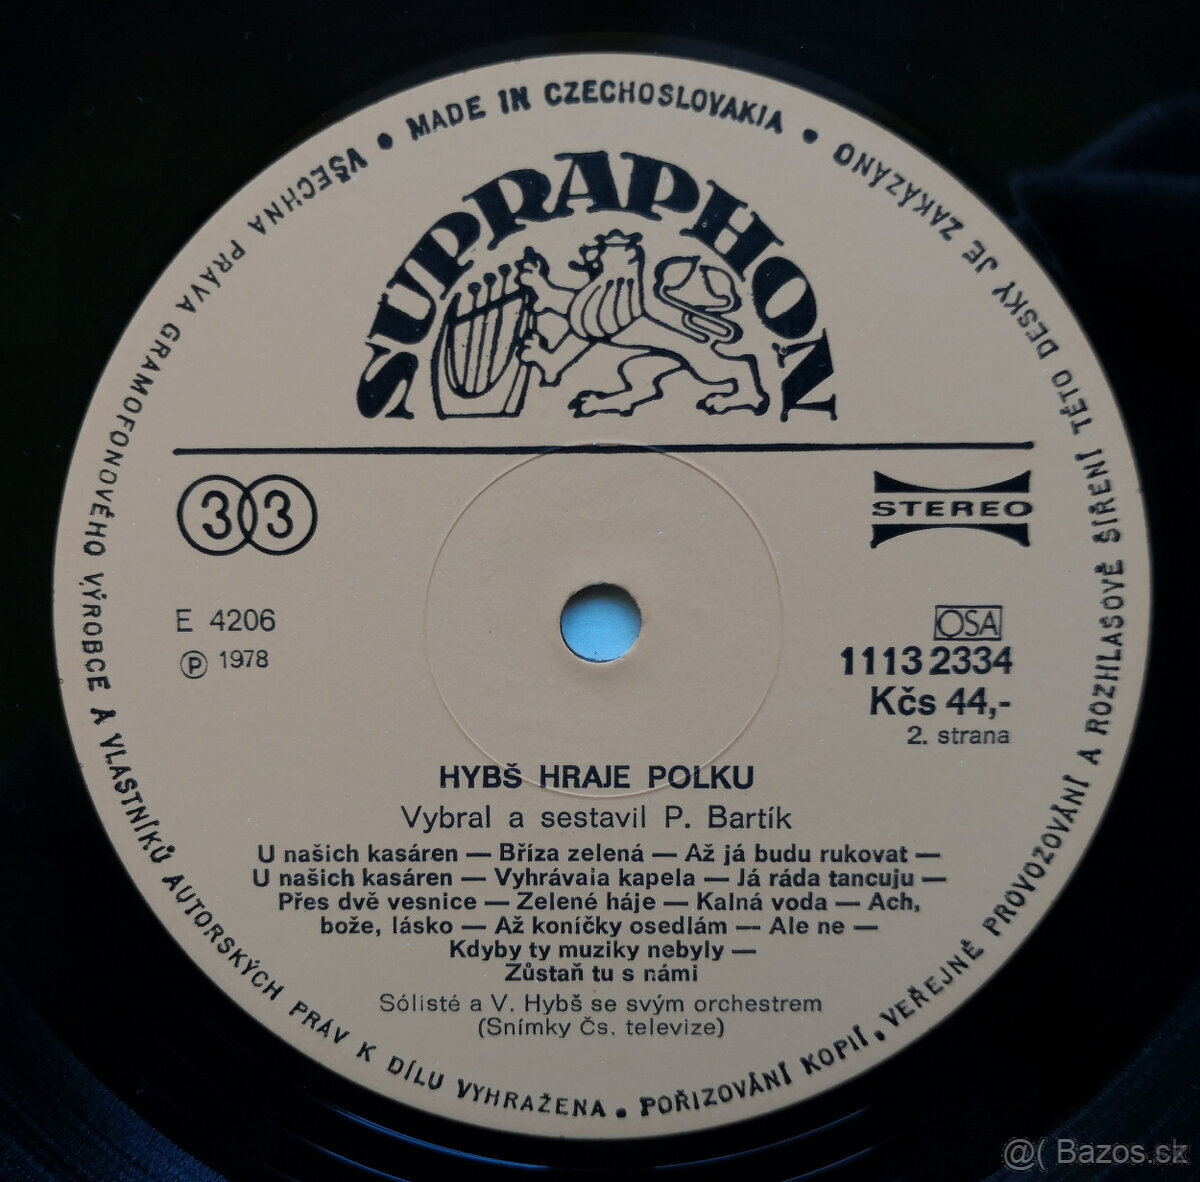 VŠECHNA PRÁVA GRAMOFONOVÉHO VÝROBCE A VLASTNÍKŮ AUTORSKÝCH PRÁV K DÍLU VYHRAŽENA • POŘIZOVÁNÍ KOPIÍ, VEŘEJNÉ PROVOZOVÁNÍ A ROZHLASOVÉ ŠÍŘENÍ TÉTO DESKY JE ZAKÁZÁNO • MADE IN CZECHOSLOVAKIA •
SUPRAPHON
33
STEREO
E 4206
Ⓟ 1978
OSA
1113 2334
Kčs 44,-
2. strana
HYBŠ HRAJE POLKU
Vybral a sestavil P. Bartík
U našich kasáren — Bříza zelená — Až já budu rukovat —
U našich kasáren — Vyhrávaia kapela — Já ráda tancuju —
Přes dvě vesnice — Zelené háje — Kalná voda — Ach,
bože, lásko — Až koníčky osedlám — Ale ne —
Kdyby ty muziky nebyly —
Zůstaň tu s námi
Sólisté a V. Hybš se svým orchestrem
(Snímky Čs. televize)
@( Bazos.cz